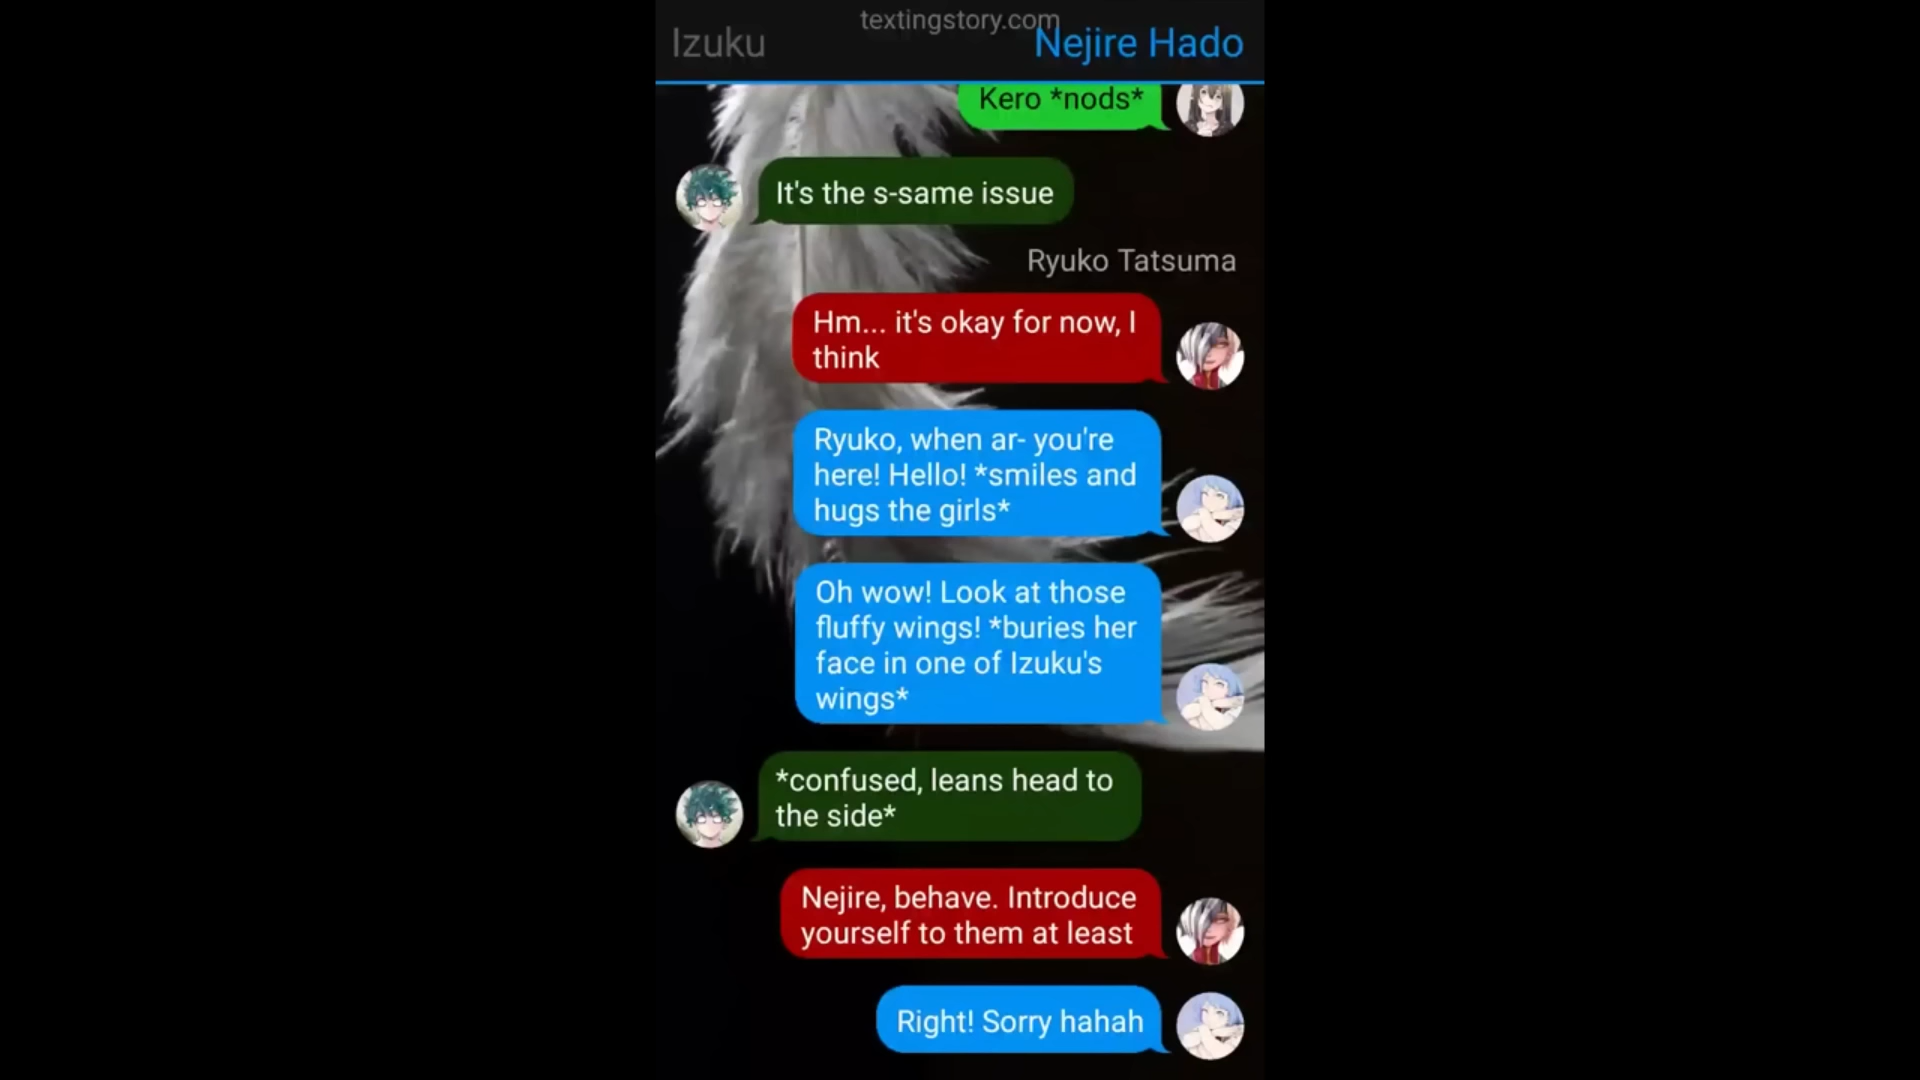 textingstory.com
Izuku
Nejire Hado
Kero *nods*
It's the s-same issue
Ryuko Tatsuma
Hm... it's okay for now, I
think
Ryuko, when ar- you're
here! Hello! *smiles and
hugs the girls*
Oh wow! Look at those
fluffy wings! *buries her
face in one of Izuku's
wings*
*confused, leans head to
the side*
Nejire, behave. Introduce
yourself to them at least
Right! Sorry hahah